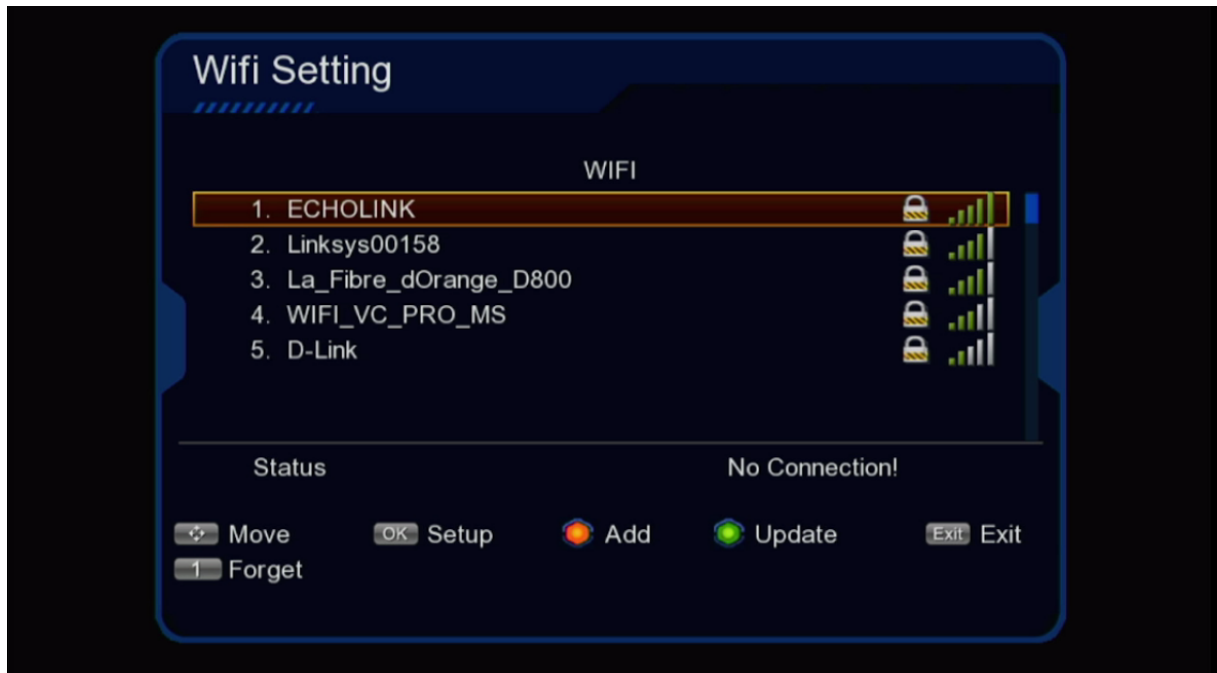 Wifi Setting
WIFI
1. ECHOLINK
2. Linksys00158
3. La_Fibre_dOrange_D800
4. WIFI_VC_PRO_MS
5. D-Link
Status No Connection!
Move OK Setup Add Update Exit Exit
1 Forget